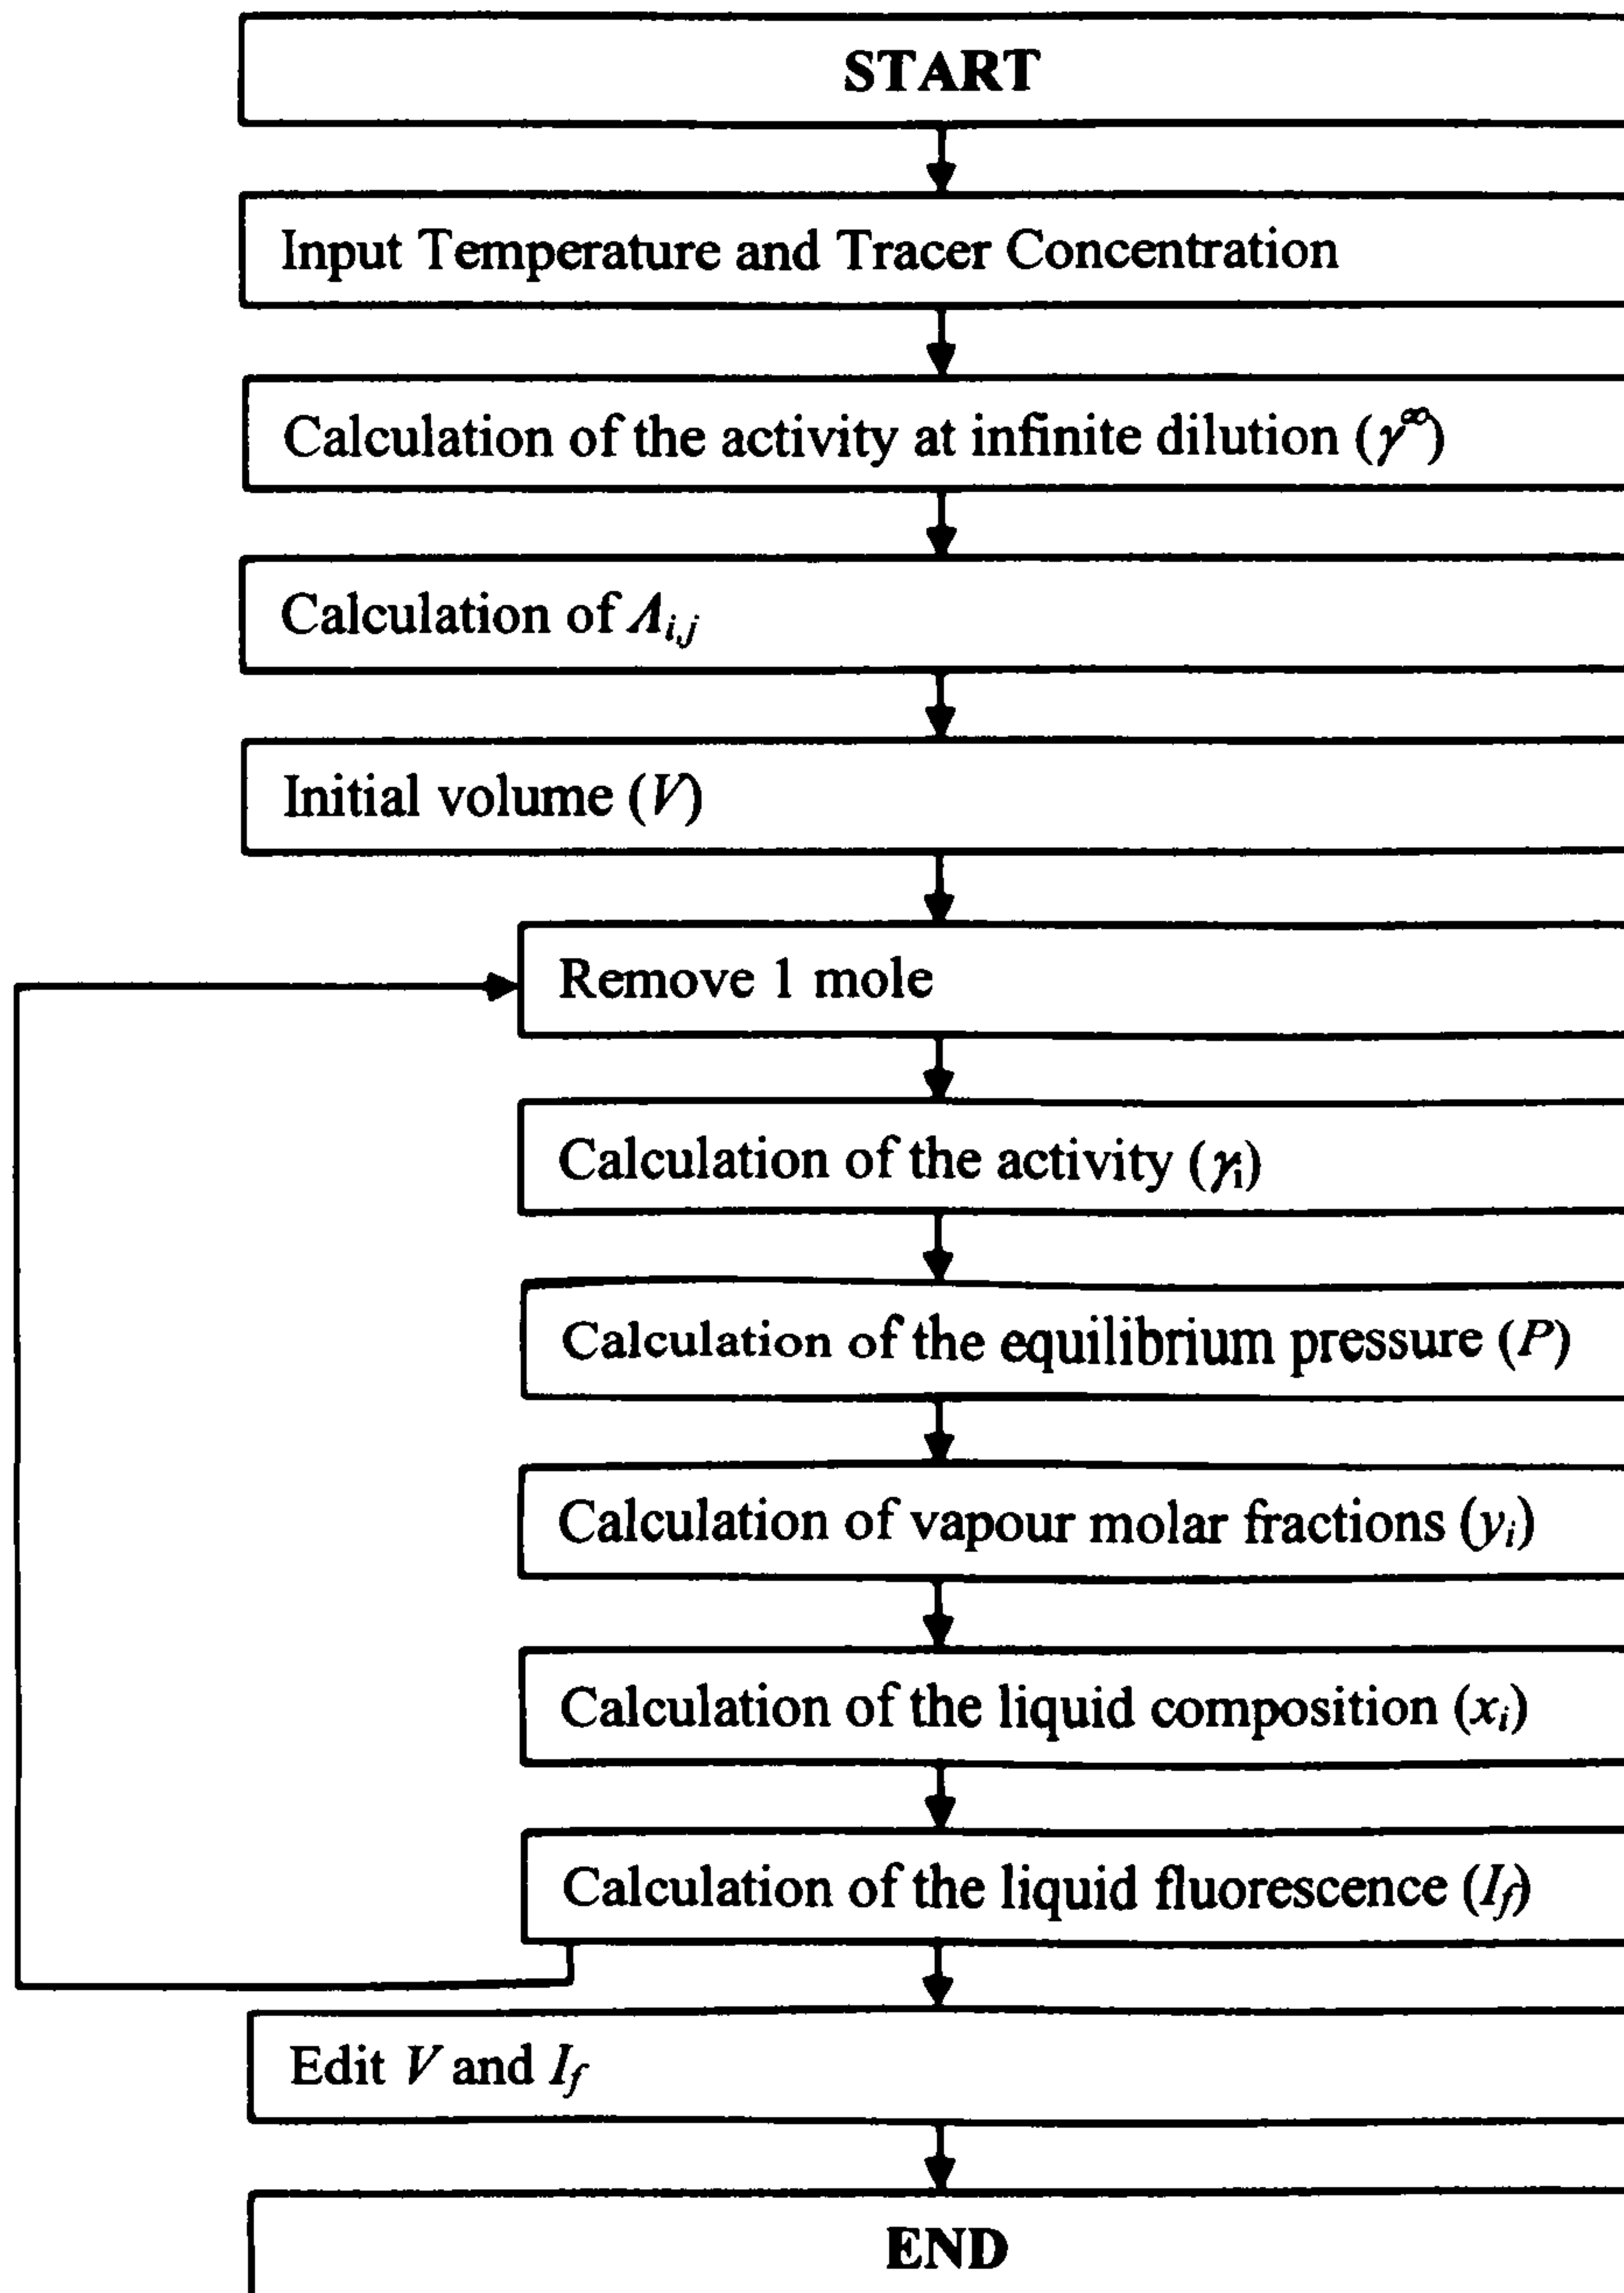 START
Input Temperature and Tracer Concentration
Calculation of the activity at infinite dilution (γ∞)
Calculation of Λi,j
Initial volume (V)
Remove 1 mole
Calculation of the activity (γi)
Calculation of the equilibrium pressure (P)
Calculation of vapour molar fractions (yi)
Calculation of the liquid composition (xi)
Calculation of the liquid fluorescence (If)
Edit V and If
END